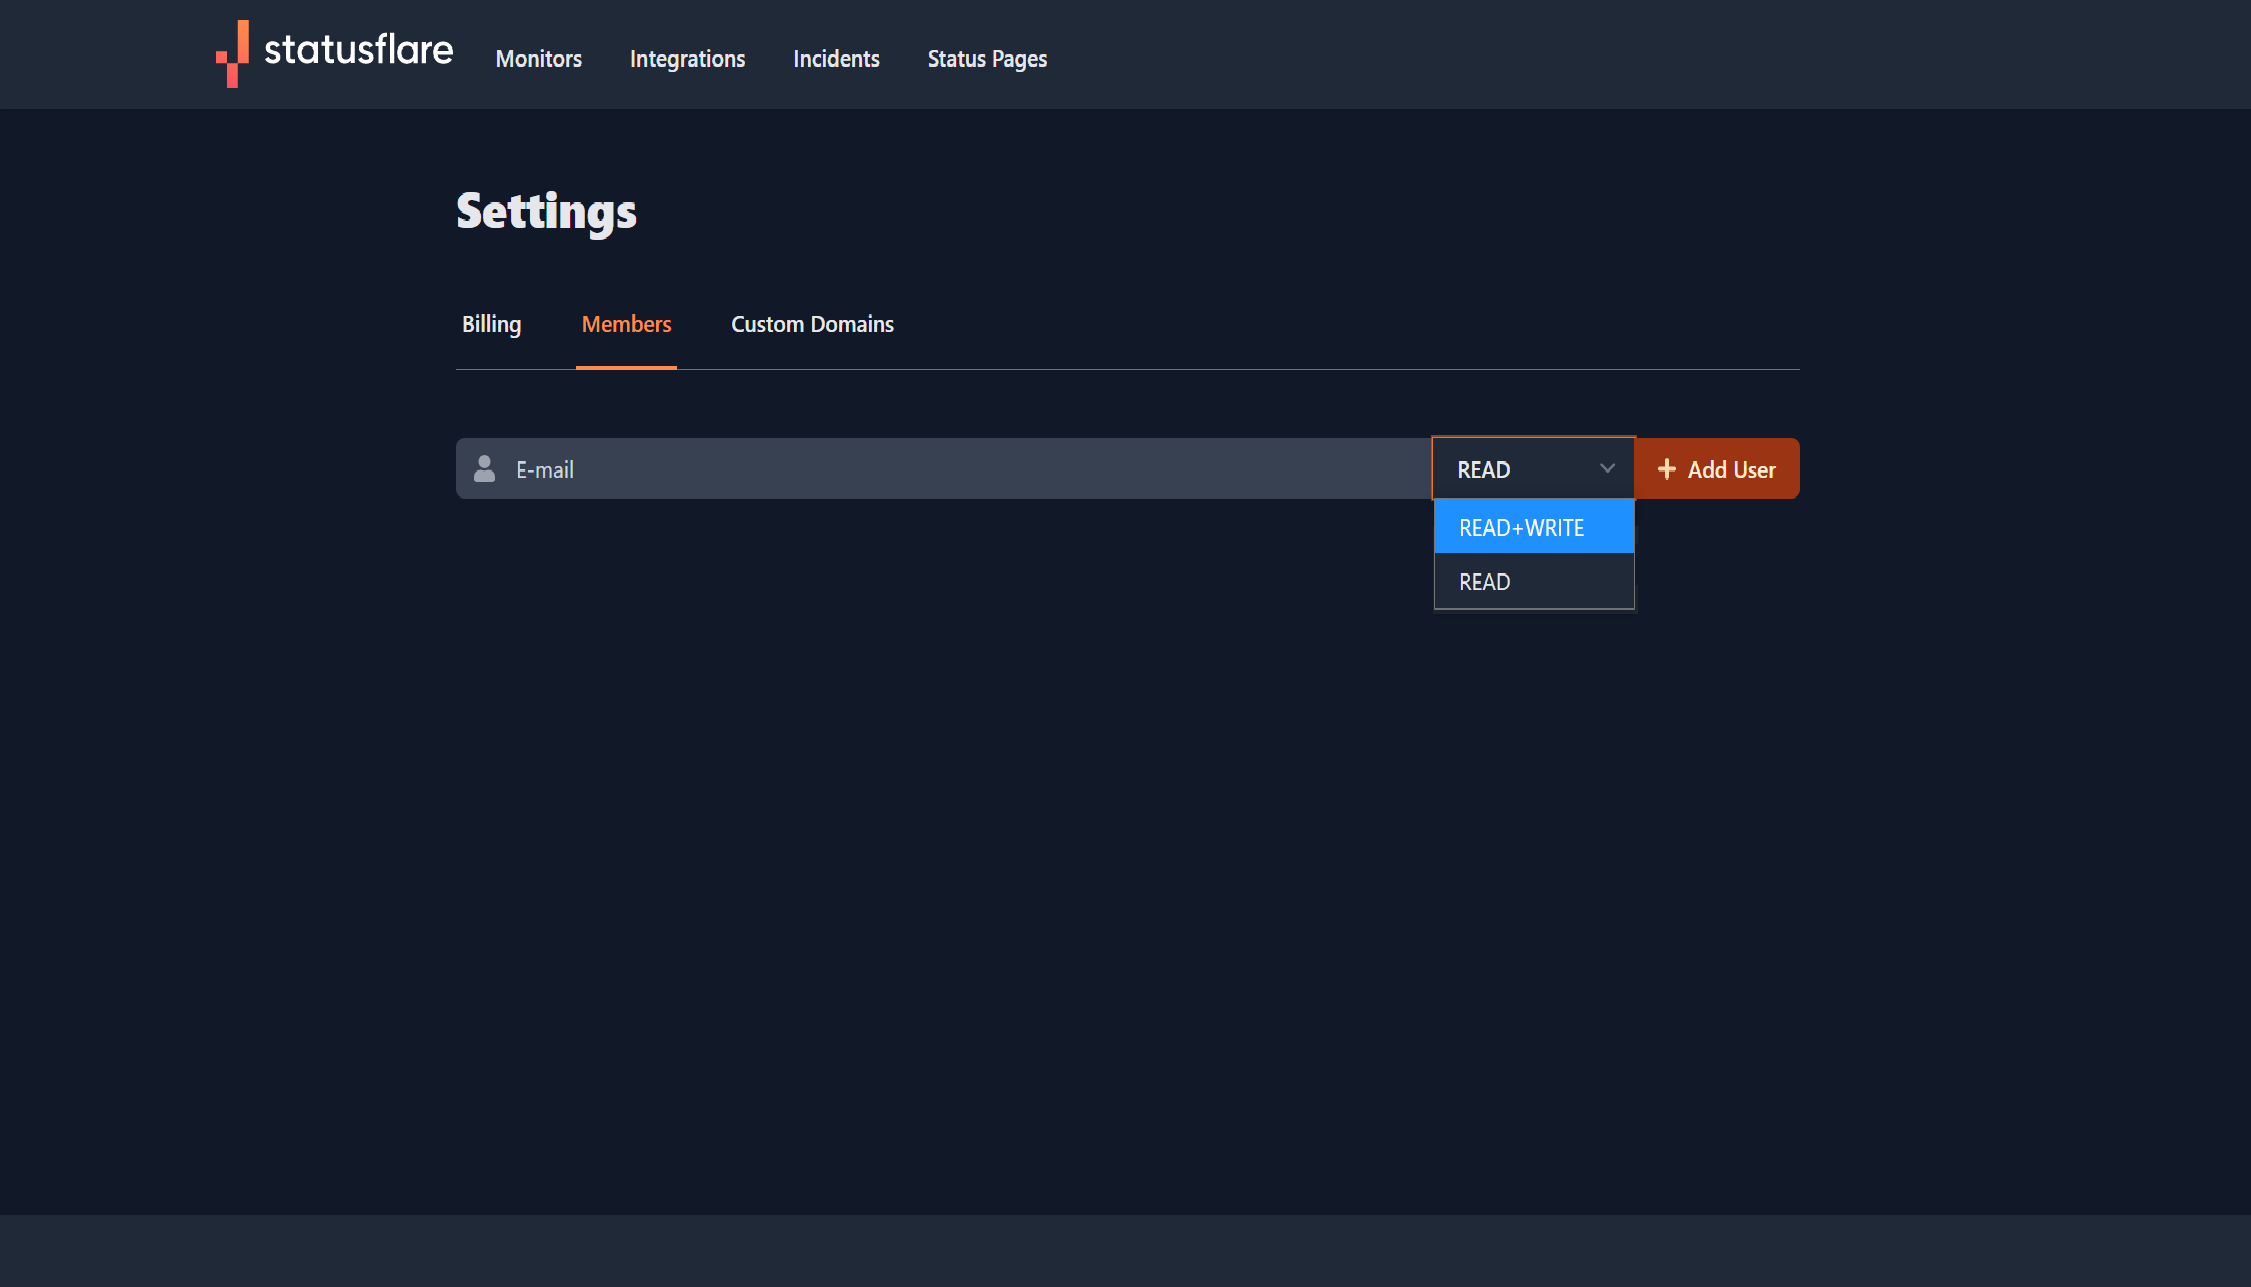 statusflare Monitors Integrations Incidents Status Pages
Settings
Billing Members Custom Domains
E-mail READ Add User
READ+WRITE
READ